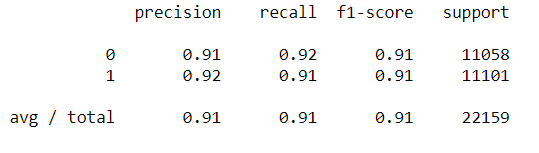 precision recall f1-score support
0 0.91 0.92 0.91 11058
1 0.92 0.91 0.91 11101
avg / total 0.91 0.91 0.91 22159